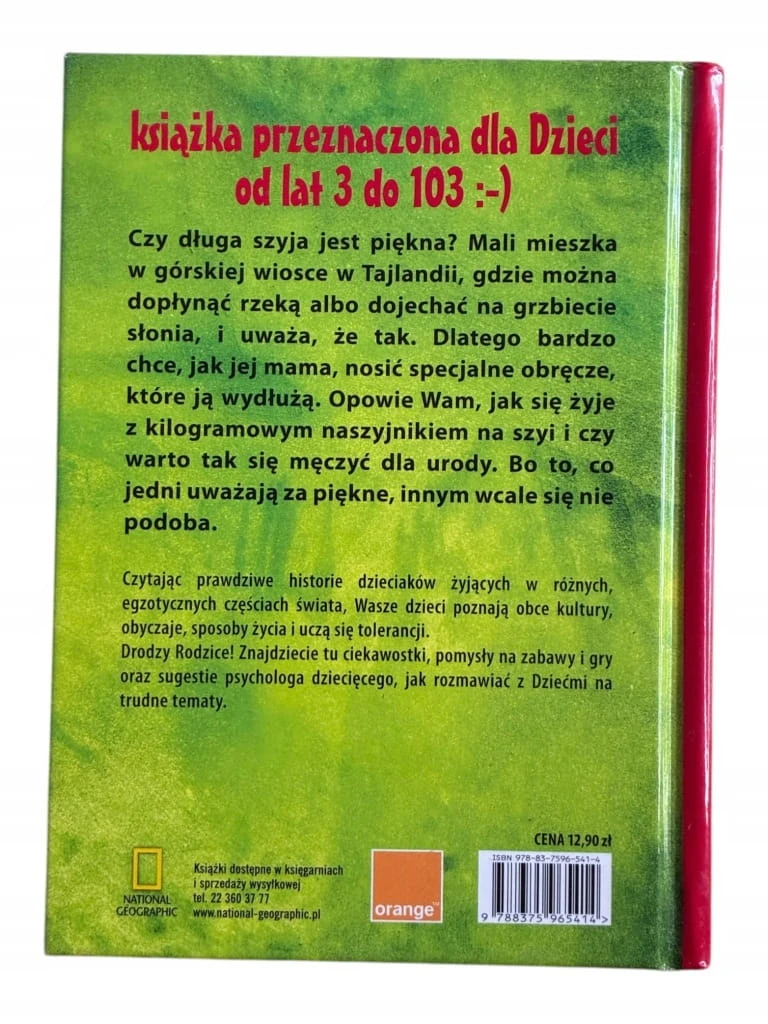 książka przeznaczona dla Dzieci
od lat 3 do 103 :-)
Czy długa szyja jest piękna? Mali mieszka
w górskiej wiosce w Tajlandii, gdzie można
dopłynąć rzeką albo dojechać na grzbiecie
słonia, i uważa, że tak. Dlatego bardzo
chce, jak jej mama, nosić specjalne obręcze,
które ją wydłużą. Opowie Wam, jak się żyje
z kilogramowym naszyjnikiem na szyi i czy
warto tak się męczyć dla urody. Bo to, co
jedni uważają za piękne, innym wcale się nie
podoba.
Czytając prawdziwe historie dzieciaków żyjących w różnych,
egzotycznych częściach świata, Wasze dzieci poznają obce kultury,
obyczaje, sposoby życia i uczą się tolerancji.
Drodzy Rodzice! Znajdziecie tu ciekawostki, pomysły na zabawy i gry
oraz sugestie psychologa dziecięcego, jak rozmawiać z Dziećmi na
trudne tematy.
CENA 12,90 zł
ISBN 978-83-7596-541-4
9 788375 965414 >
NATIONAL
GEOGRAPHIC
Książki dostępne w księgarniach
i sprzedaży wysyłkowej
tel. 22 360 37 77
www.national-geographic.pl
orange™